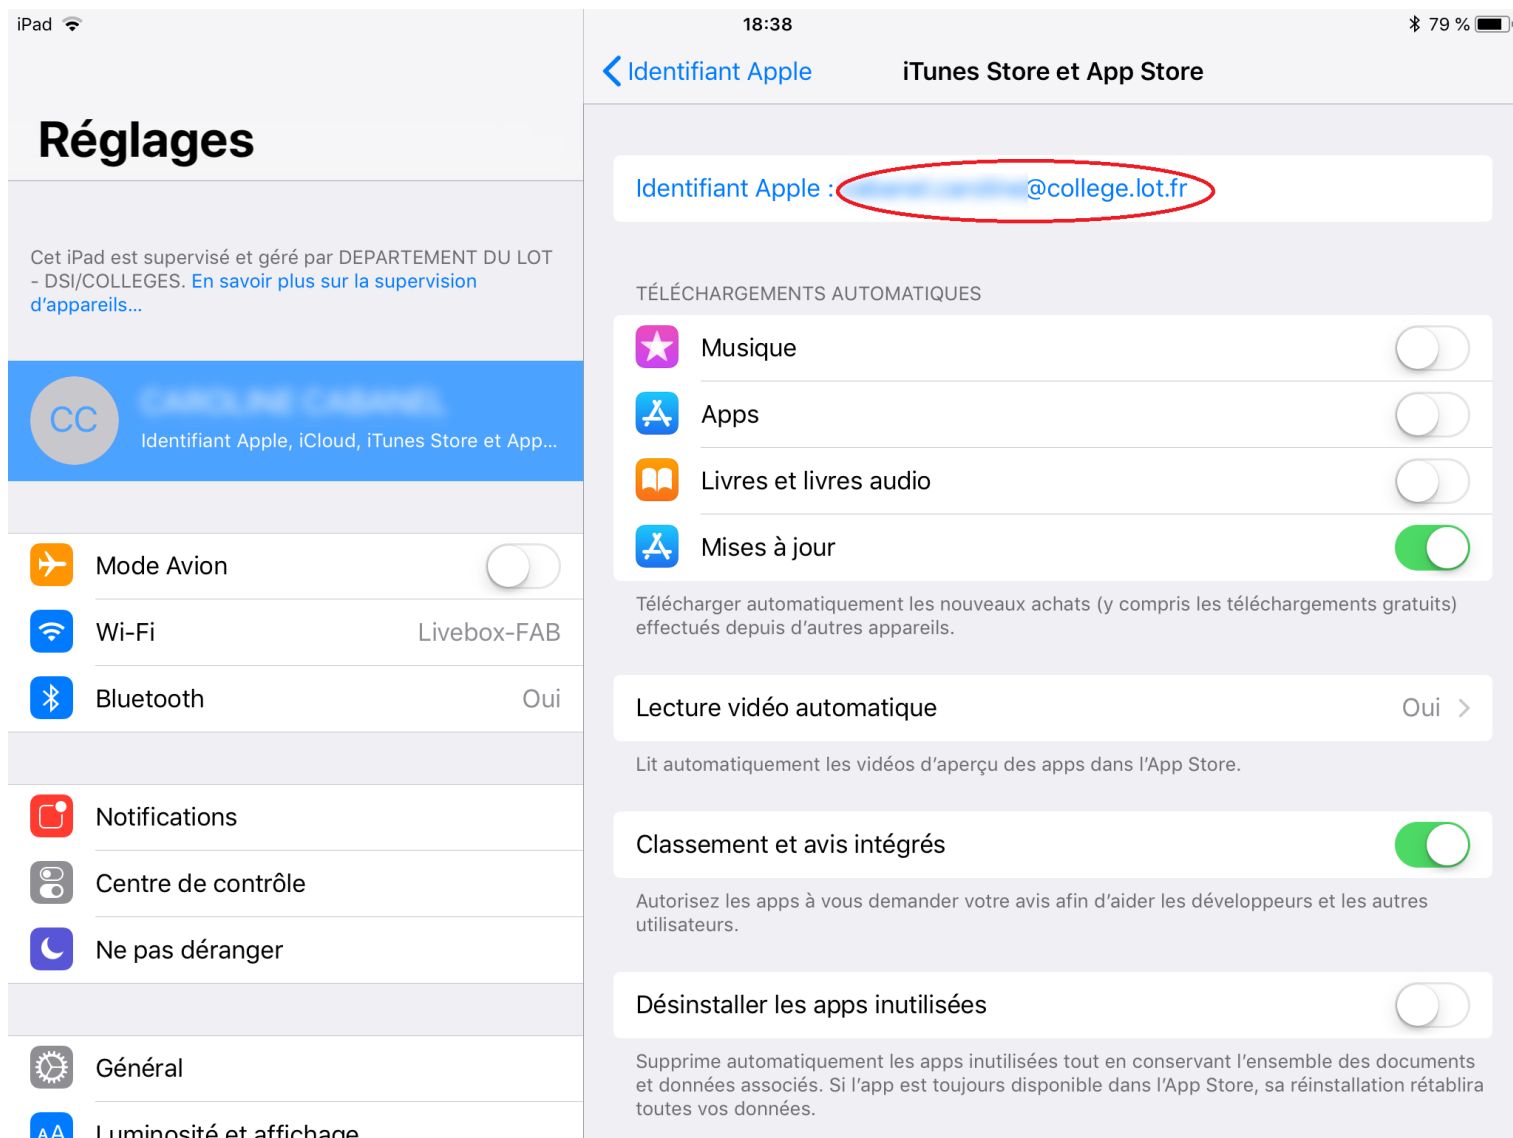 iPad
18:38
79 %
Réglages
Identifiant Apple
iTunes Store et App Store
Cet iPad est supervisé et géré par DEPARTEMENT DU LOT
- DSI/COLLEGES. En savoir plus sur la supervision
d'appareils...
CC
Identifiant Apple, iCloud, iTunes Store et App...
Mode Avion
Wi-Fi Livebox-FAB
Bluetooth Oui
Notifications
Centre de contrôle
Ne pas déranger
Général
AA Luminosité et affichage
Identifiant Apple : @college.lot.fr
TÉLÉCHARGEMENTS AUTOMATIQUES
Musique
Apps
Livres et livres audio
Mises à jour
Télécharger automatiquement les nouveaux achats (y compris les téléchargements gratuits)
effectués depuis d'autres appareils.
Lecture vidéo automatique Oui
Lit automatiquement les vidéos d'aperçu des apps dans l'App Store.
Classement et avis intégrés
Autorisez les apps à vous demander votre avis afin d'aider les développeurs et les autres
utilisateurs.
Désinstaller les apps inutilisées
Supprime automatiquement les apps inutilisées tout en conservant l'ensemble des documents
et données associés. Si l'app est toujours disponible dans l'App Store, sa réinstallation rétablira
toutes vos données.